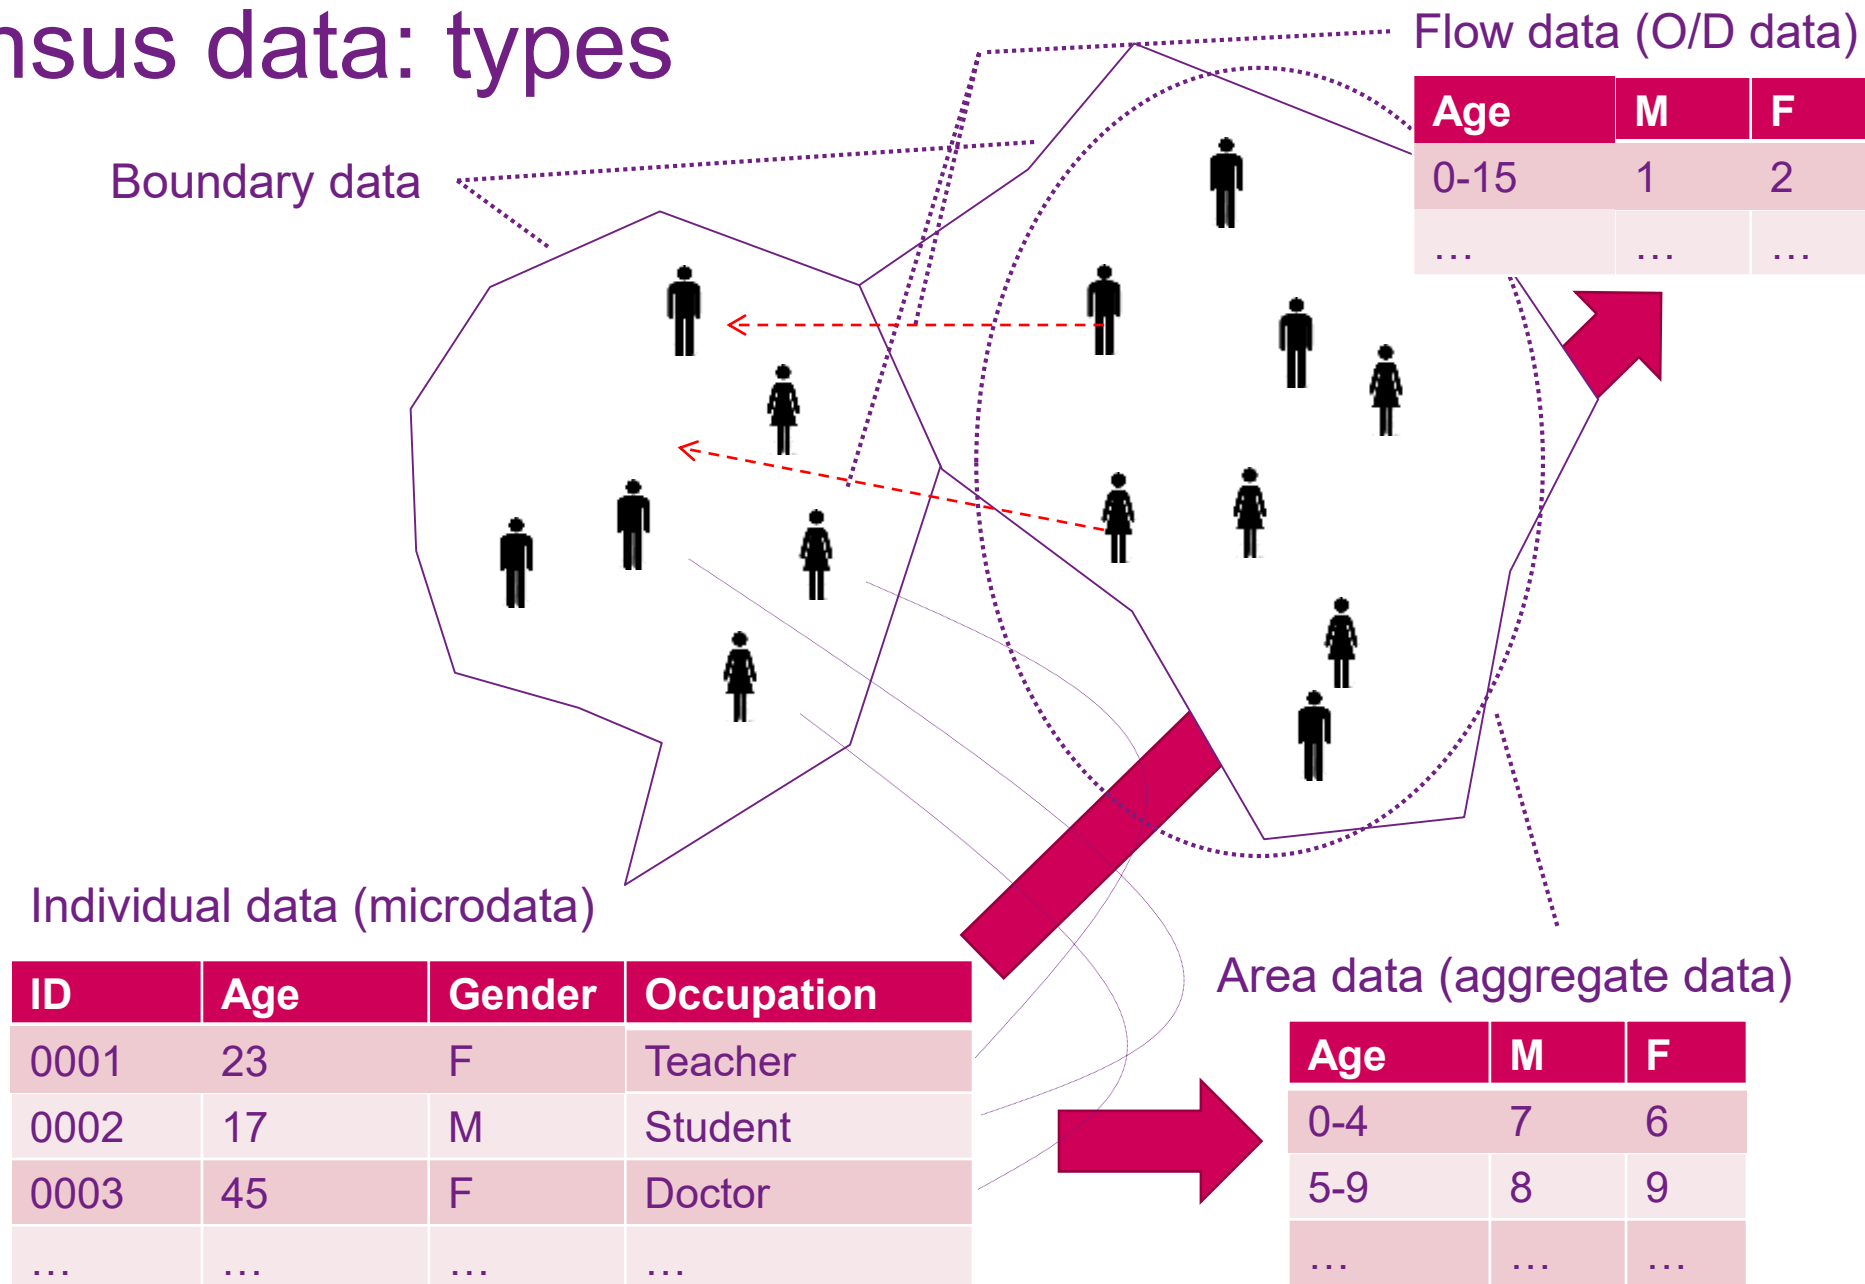 nsus data: types
Flow data (O/D data)
Age M F
0-15 1 2
… … …
Boundary data
Individual data (microdata)
ID Age Gender Occupation
0001 23 F Teacher
0002 17 M Student
0003 45 F Doctor
… … … …
Area data (aggregate data)
Age M F
0-4 7 6
5-9 8 9
… … …